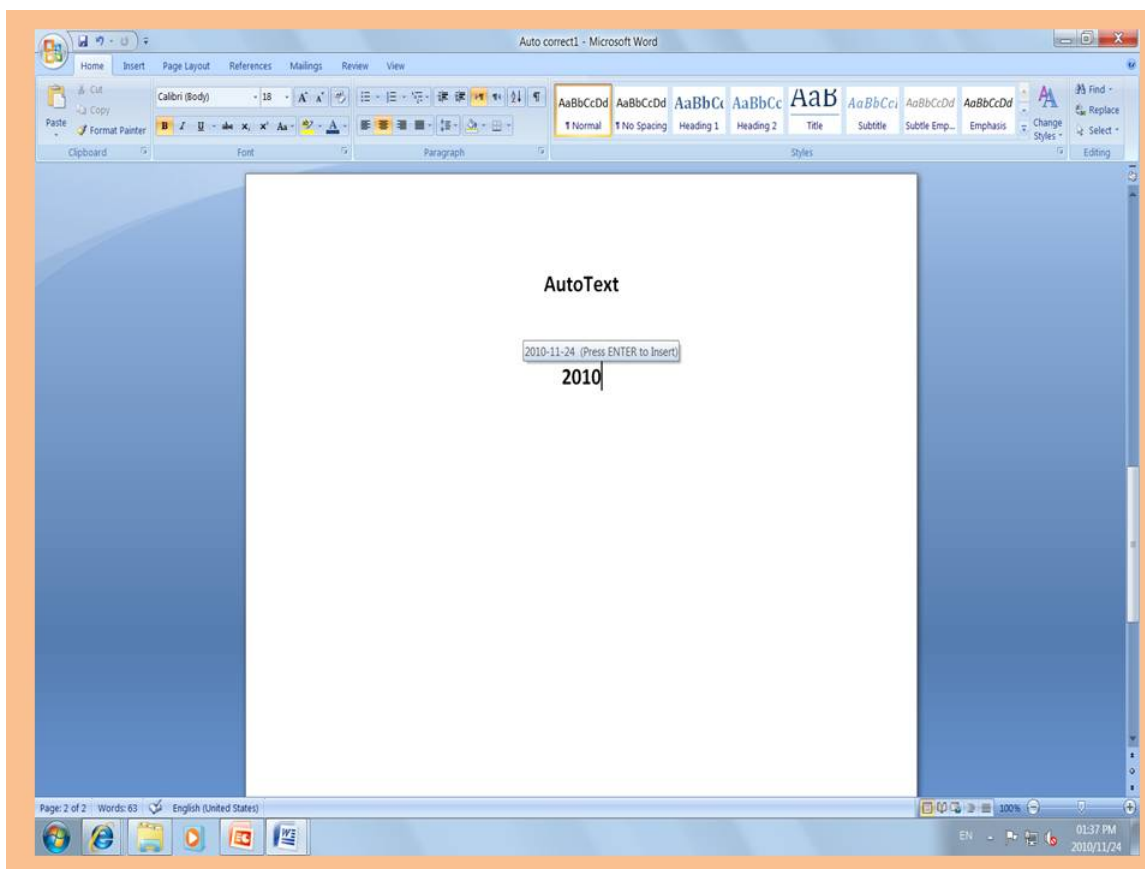 Auto correct1 - Microsoft Word
Home Insert Page Layout References Mailings Review View
Paste
Cut
Copy
Format Painter
Calibri (Body) 18
AaBbCcDd AaBbCcDd AaBbCc AaBbCc AaB AaBbCc AaBbCcDd AaBbCcDd
¶ Normal ¶ No Spacing Heading 1 Heading 2 Title Subtitle Subtle Emp... Emphasis
Change Styles
Find
Replace
Select
Clipboard Font Paragraph Styles Editing
AutoText
2010-11-24 (Press ENTER to Insert)
2010
Page: 2 of 2 Words: 63 English (United States) 100%
EN 01:37 PM
2010/11/24